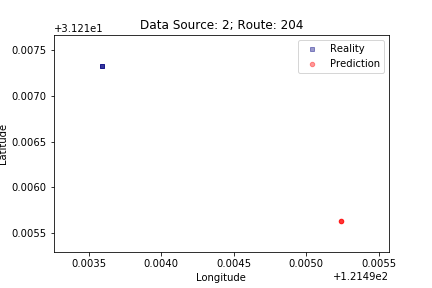 Data Source: 2; Route: 204
+3.121e1
0.0075
0.0070
0.0065
0.0060
0.0055
Latitude
Reality
Prediction
0.0035
0.0040
0.0045
0.0050
0.0055
Longitude
+1.2149e2